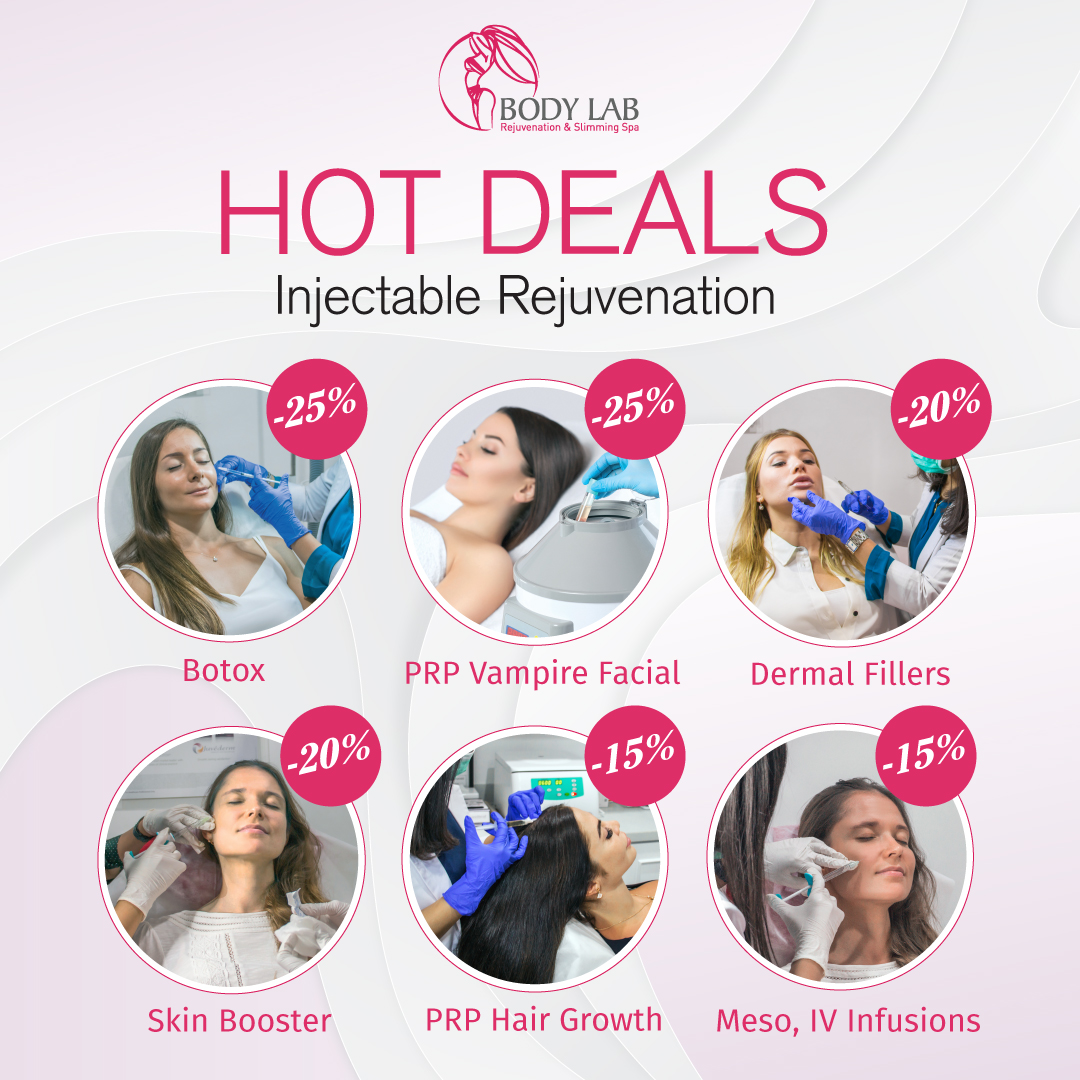 BODY LAB
Rejuvenation & Slimming Spa
HOT DEALS
Injectable Rejuvenation
-25%
-25%
-20%
Botox
PRP Vampire Facial
Dermal Fillers
-20%
-15%
-15%
Skin Booster
PRP Hair Growth
Meso, IV Infusions